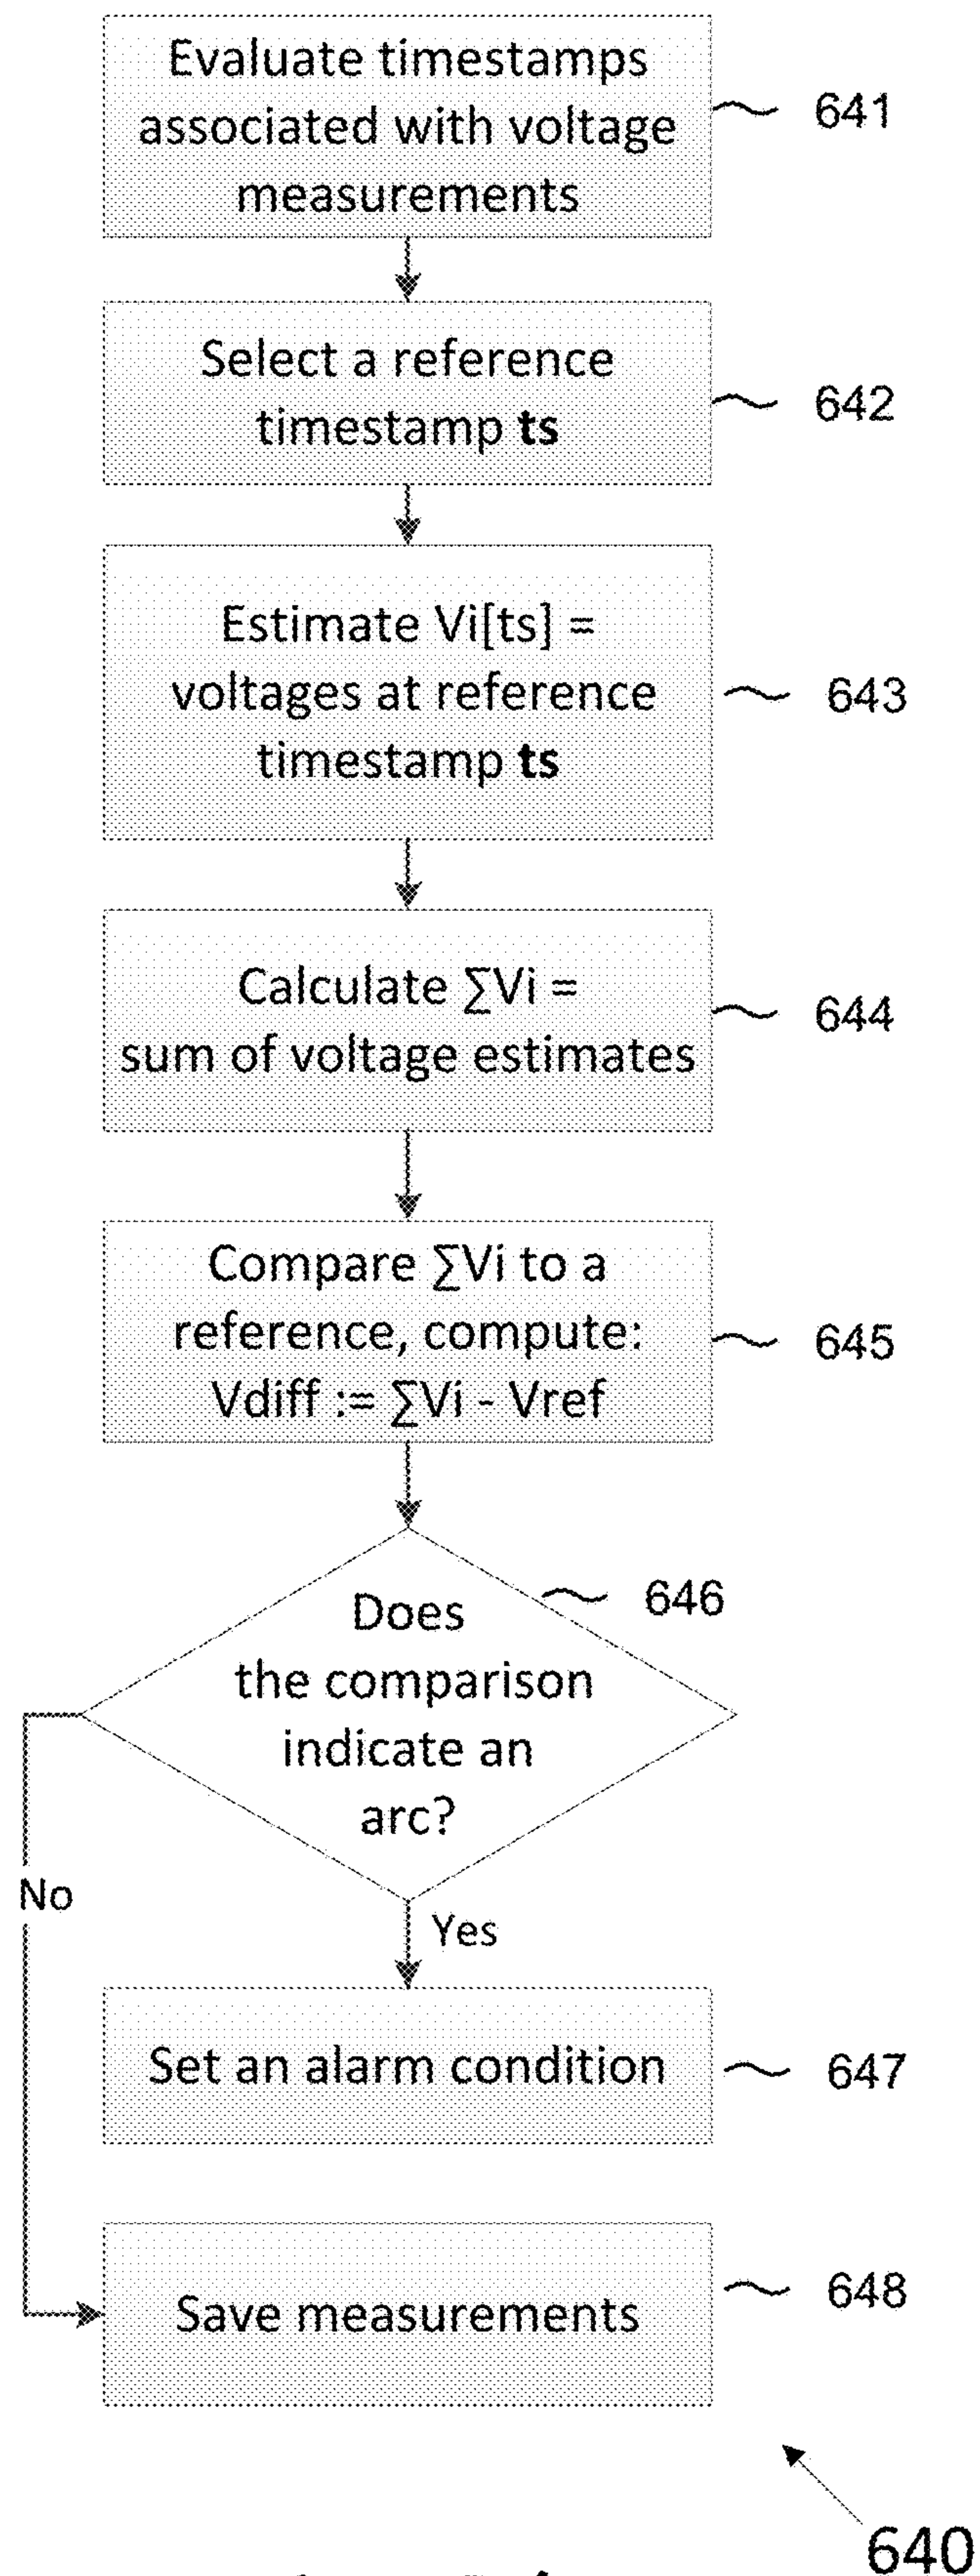 Evaluate timestamps
associated with voltage
measurements
641
Select a reference
timestamp ts
642
Estimate Vi[ts] =
voltages at reference
timestamp ts
643
Calculate ∑Vi =
sum of voltage estimates
644
Compare ∑Vi to a
reference, compute:
Vdiff := ∑Vi - Vref
645
Does
the comparison
indicate an
arc?
646
No
Yes
Set an alarm condition
647
Save measurements
648
640